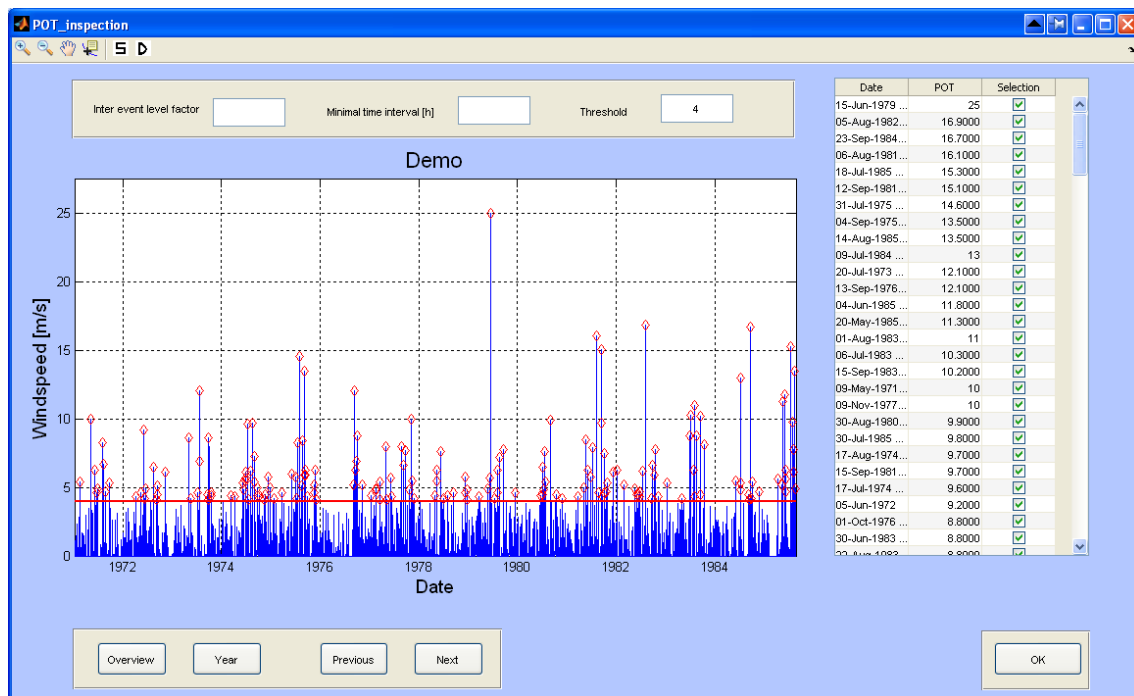 POT_inspection
S D
Inter event level factor Minimal time interval [h] Threshold 4
Demo
Windspeed [m/s]
25
20
15
10
5
0
1972 1974 1976 1978 1980 1982 1984
Date
Date POT Selection
15-Jun-1979 ... 25
05-Aug-1982... 16.9000
23-Sep-1984... 16.7000
06-Aug-1981... 16.1000
18-Jul-1985 ... 15.3000
12-Sep-1981... 15.1000
31-Jul-1975 ... 14.6000
04-Sep-1975... 13.5000
14-Aug-1985... 13.5000
09-Jul-1984 ... 13
20-Jul-1973 ... 12.1000
13-Sep-1976... 12.1000
04-Jun-1985 ... 11.8000
20-May-1985... 11.3000
01-Aug-1983... 11
06-Jul-1983 ... 10.3000
15-Sep-1983... 10.2000
09-May-1971... 10
09-Nov-1977... 10
30-Aug-1980... 9.9000
30-Jul-1985 ... 9.8000
17-Aug-1974... 9.7000
15-Sep-1981... 9.7000
17-Jul-1974 ... 9.6000
05-Jun-1972 ... 9.2000
01-Oct-1976 ... 8.8000
30-Jun-1983 ... 8.8000
22-Aug-1983... 8.8000
Overview Year Previous Next
OK